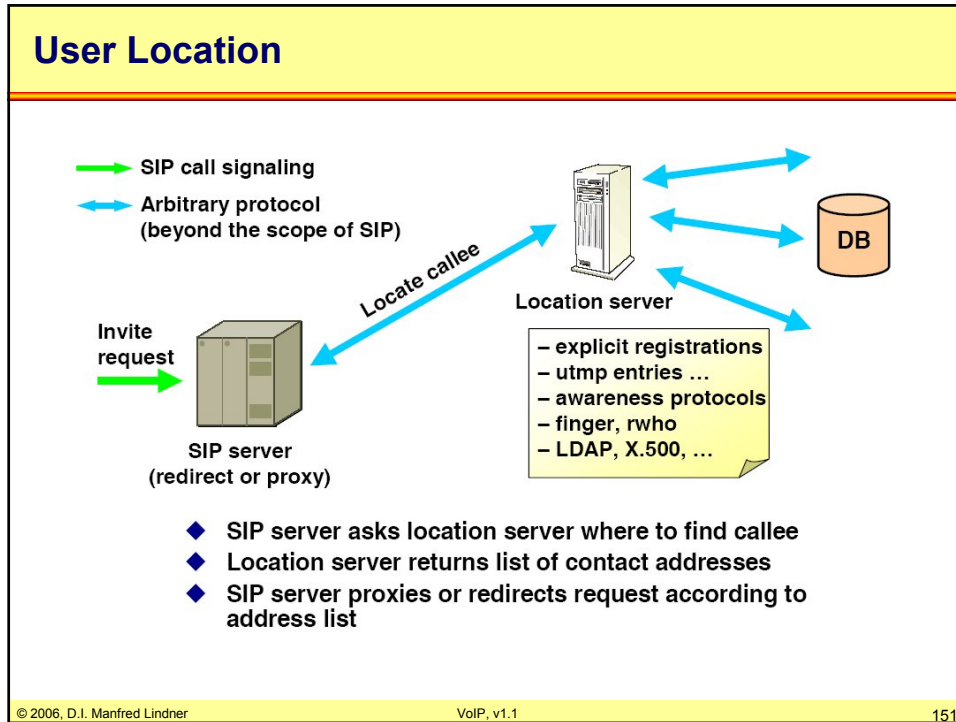 User Location
SIP call signaling
Arbitrary protocol
(beyond the scope of SIP)
Locate callee
DB
Location server
Invite
request
– explicit registrations
– utmp entries …
– awareness protocols
– finger, rwho
– LDAP, X.500, …
SIP server
(redirect or proxy)
◆ SIP server asks location server where to find callee
◆ Location server returns list of contact addresses
◆ SIP server proxies or redirects request according to
address list
© 2006, D.I. Manfred Lindner
VoIP, v1.1
151